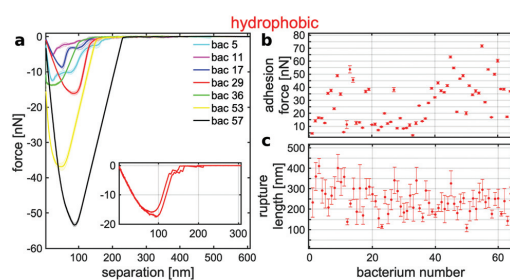 hydrophobic
a
0
-10
-20
-30
-40
-50
-60
force [nN]
0 100 200 300 400 500 600
separation [nm]
bac 5
bac 11
bac 17
bac 28
bac 36
bac 53
bac 57
0
-10
-20
0 100 200 300
b
80
70
60
50
40
30
20
10
adhesion
force [nN]
c
500
400
300
200
100
rupture
length [nm]
0 20 40 60
bacterium number